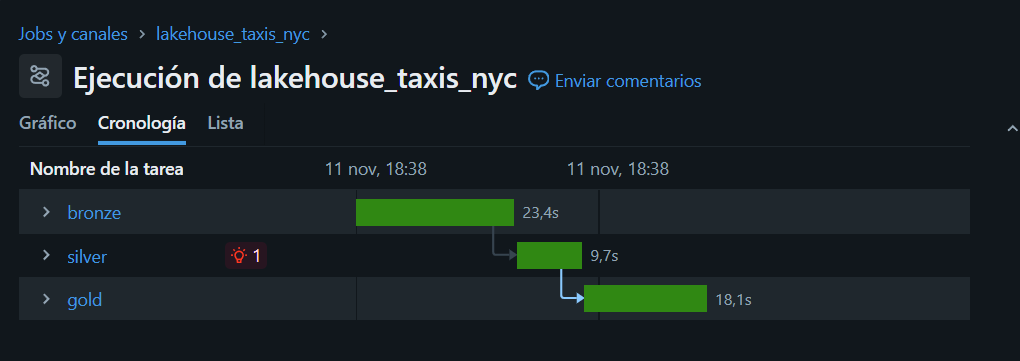 Jobs y canales > lakehouse_taxis_nyc >
Ejecución de lakehouse_taxis_nyc Enviar comentarios
Gráfico Cronología Lista
Nombre de la tarea 11 nov, 18:38 11 nov, 18:38
bronze 23,4s
silver 1 9,7s
gold 18,1s